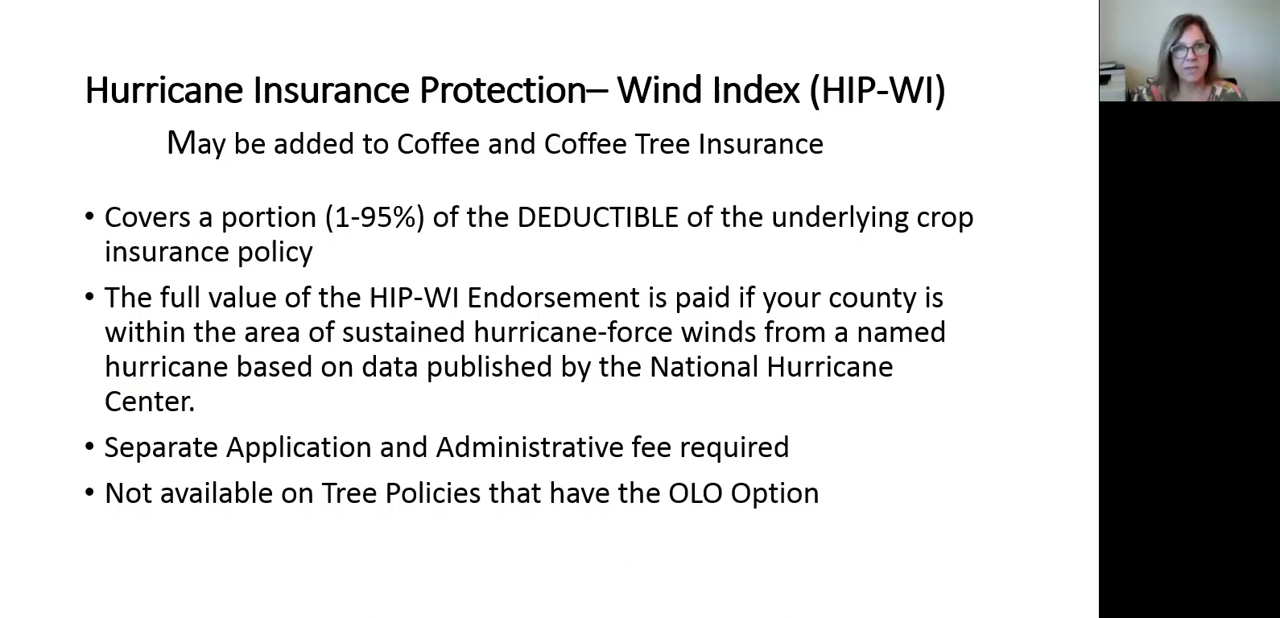 Hurricane Insurance Protection– Wind Index (HIP-WI)
May be added to Coffee and Coffee Tree Insurance
• Covers a portion (1-95%) of the DEDUCTIBLE of the underlying crop
insurance policy
• The full value of the HIP-WI Endorsement is paid if your county is
within the area of sustained hurricane-force winds from a named
hurricane based on data published by the National Hurricane
Center.
• Separate Application and Administrative fee required
• Not available on Tree Policies that have the OLO Option